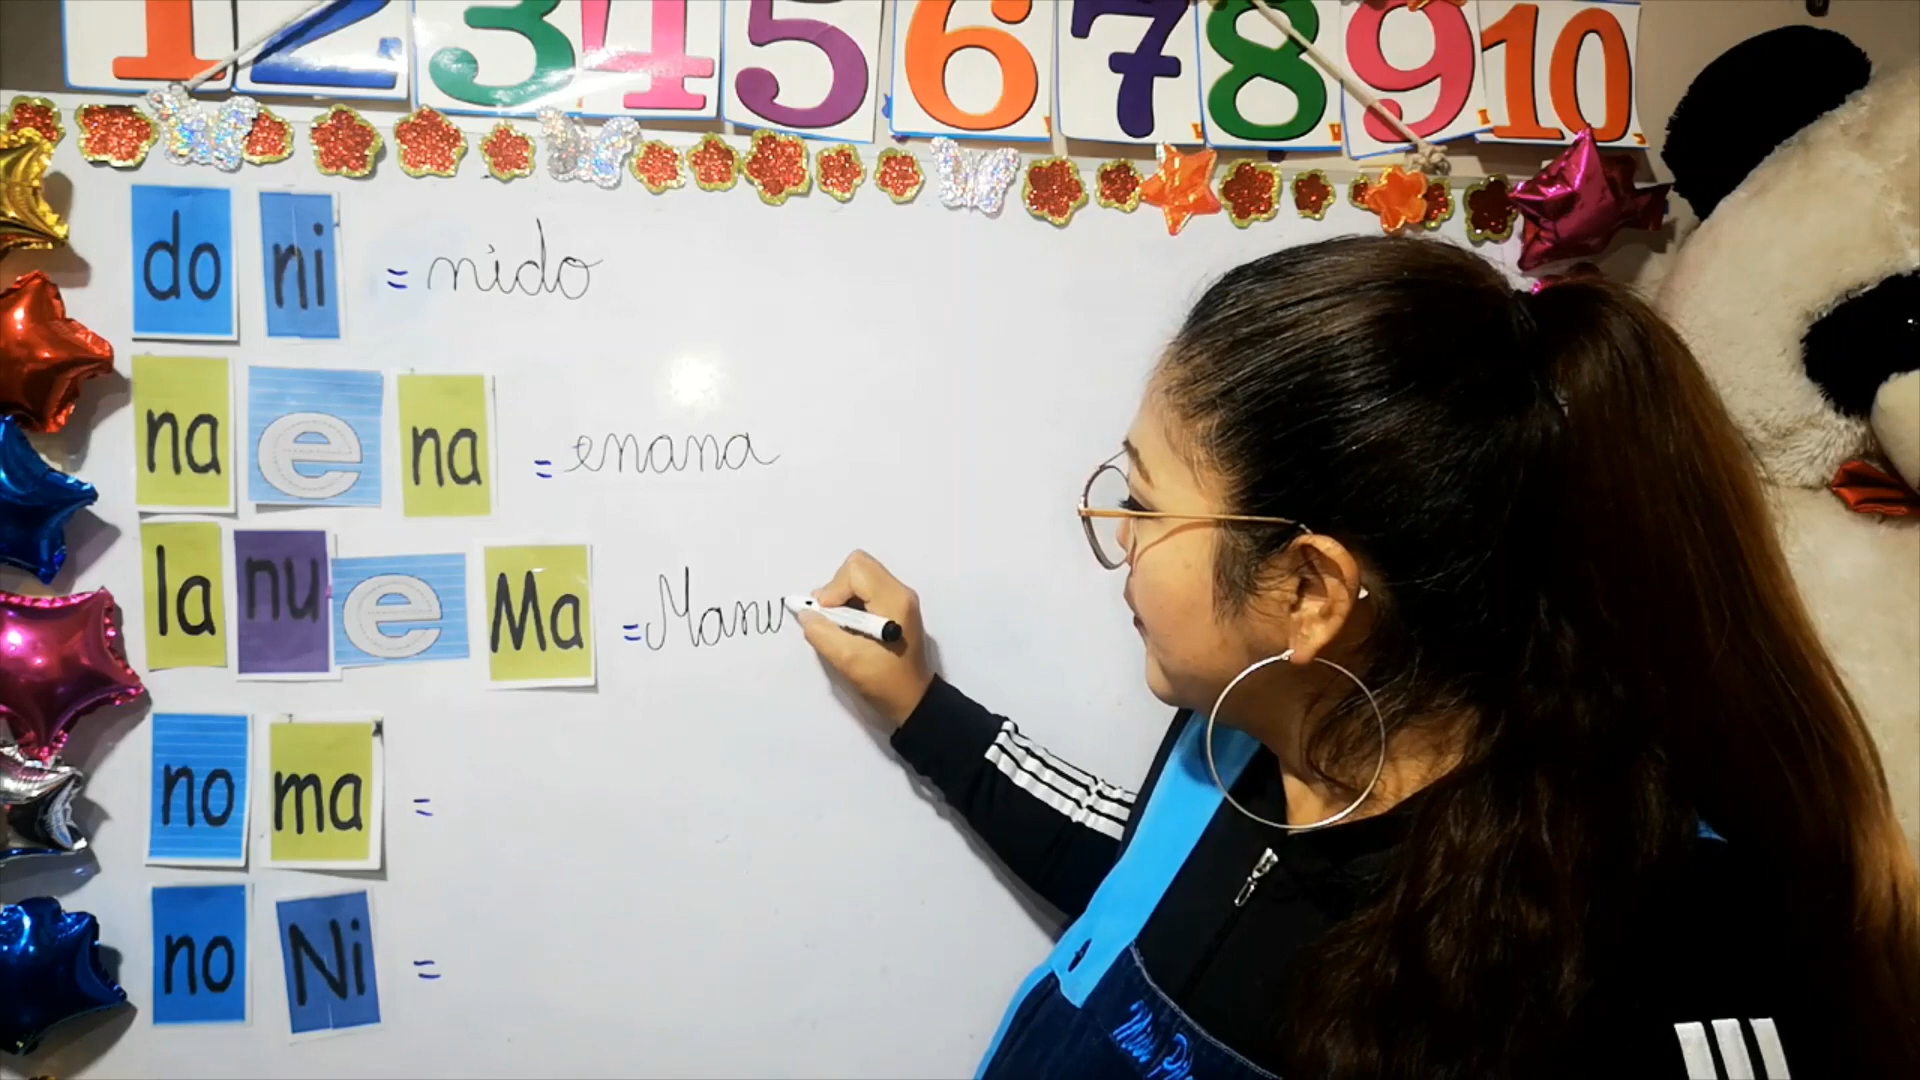 1 2 3 4 5 6 7 8 9 10
do ni = nido
na e na = enana
la nu e Ma = Manu
no ma =
no Ni =